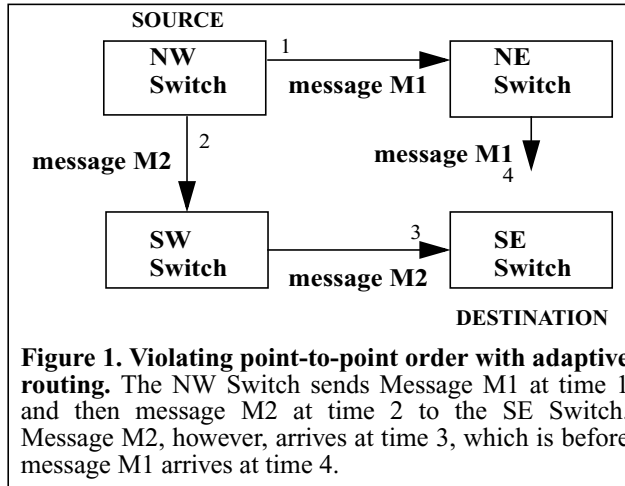 SOURCE
NW
Switch
1
message M1
NE
Switch
2
message M2
message M1
4
SW
Switch
3
message M2
SE
Switch
DESTINATION
Figure 1. Violating point-to-point order with adaptive
routing. The NW Switch sends Message M1 at time 1
and then message M2 at time 2 to the SE Switch.
Message M2, however, arrives at time 3, which is before
message M1 arrives at time 4.